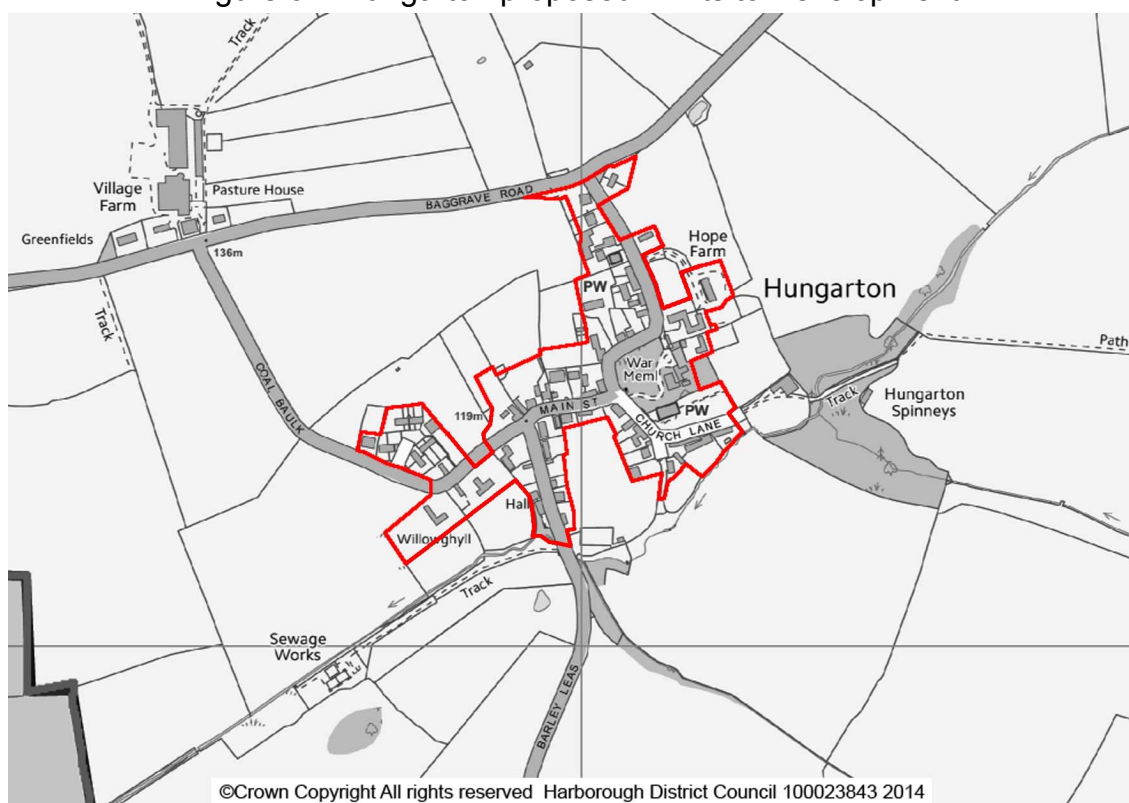 Track
Village
Farm
Pasture House
Greenfields
136m
BAGGRAVE ROAD
Hope
Farm
PW
Hungarton
Track
War
Meml
Path
COAL BAULK
119m
MAIN ST
PW
CHURCH LANE
Track
Hungarton
Spinneys
Hall
Willowghyll
Track
Sewage
Works
BARLEY LEAS
©Crown Copyright All rights reserved Harborough District Council 100023843 2014